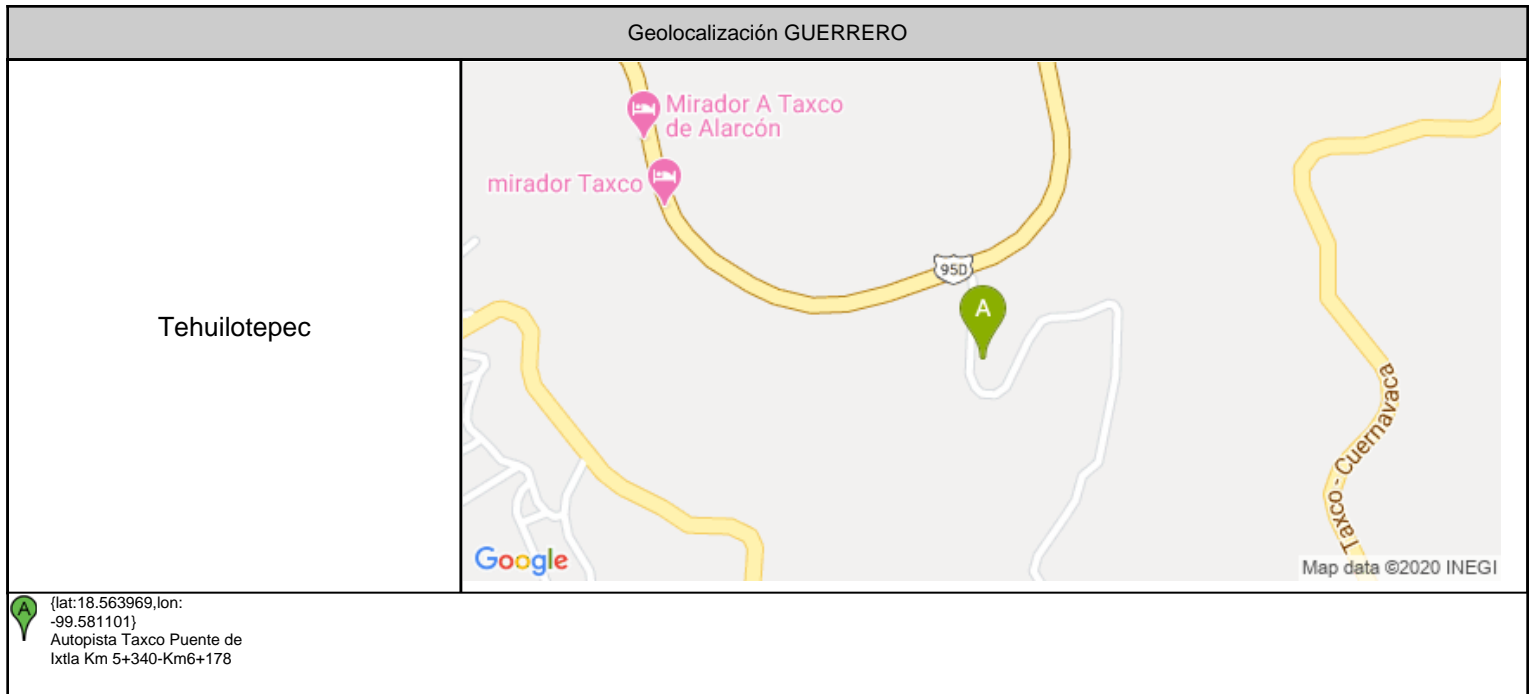 Geolocalización GUERRERO
Tehuilotepec
Mirador A Taxco
de Alarcón
mirador Taxco
95D
A
Taxco - Cuernavaca
Google
Map data ©2020 INEGI
A
{lat:18.563969,lon:
-99.581101}
Autopista Taxco Puente de
Ixtla Km 5+340-Km6+178